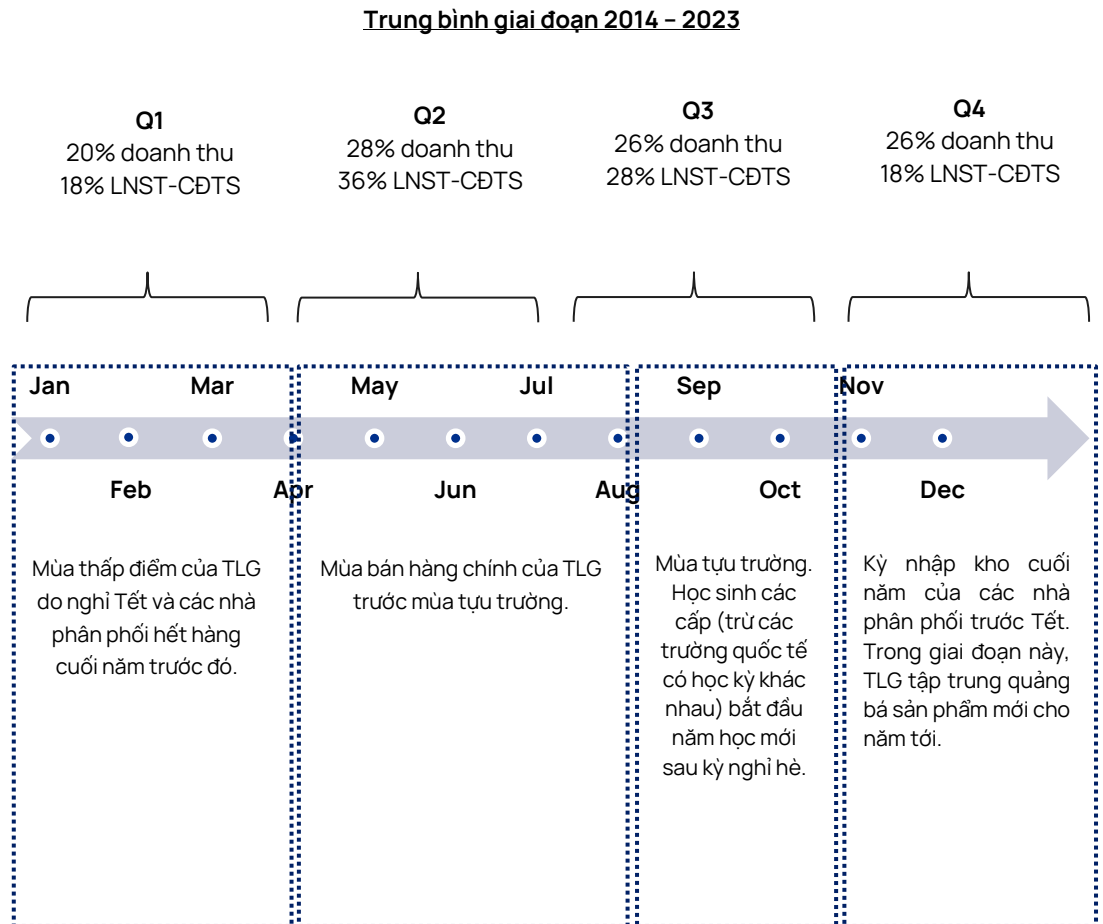 Trung bình giai đoạn 2014 – 2023
Q1
20% doanh thu
18% LNST-CĐTS
Q2
28% doanh thu
36% LNST-CĐTS
Q3
26% doanh thu
28% LNST-CĐTS
Q4
26% doanh thu
18% LNST-CĐTS
Jan
Mar
May
Jul
Sep
Nov
Feb
Apr
Jun
Aug
Oct
Dec
Mùa thấp điểm của TLG
do nghỉ Tết và các nhà
phân phối hết hàng
cuối năm trước đó.
Mùa bán hàng chính của TLG
trước mùa tựu trường.
Mùa tựu trường.
Học sinh các
cấp (trừ các
trường quốc tế
có học kỳ khác
nhau) bắt đầu
năm học mới
sau kỳ nghỉ hè.
Kỳ nhập kho cuối
năm của các nhà
phân phối trước Tết.
Trong giai đoạn này,
TLG tập trung quảng
bá sản phẩm mới cho
năm tới.